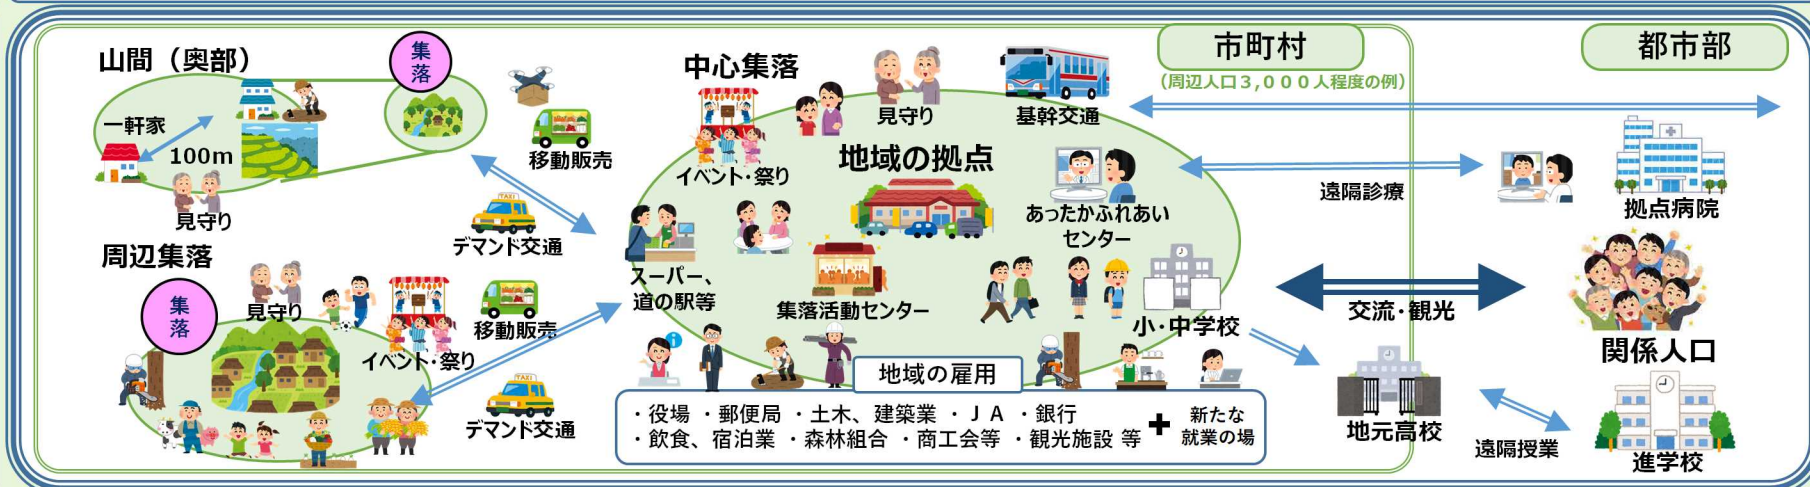 市町村
(周辺人口3,000人程度の例)
都市部
山間（奥部）
集
落
一軒家
100m
見守り
移動販売
デマンド交通
周辺集落
集
落
見守り
イベント・祭り
移動販売
デマンド交通
中心集落
見守り
基幹交通
イベント・祭り
地域の拠点
あったかふれあい
センター
スーパー、
道の駅等
集落活動センター
小・中学校
地域の雇用
・役場 ・郵便局 ・土木、建築業 ・ＪＡ ・銀行
・飲食、宿泊業 ・森林組合 ・商工会等 ・観光施設 等
+
新たな
就業の場
遠隔診療
拠点病院
交流・観光
関係人口
地元高校
遠隔授業
進学校
TAXI
TAXI